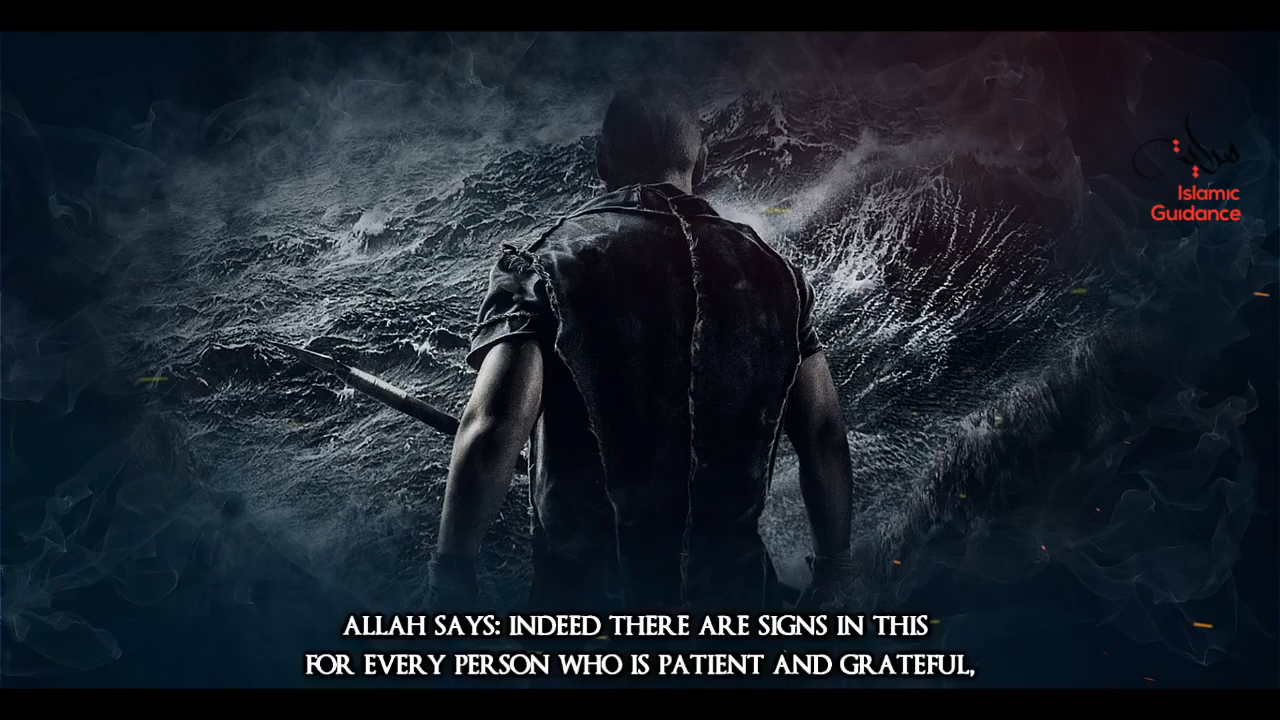 Islamic
Guidance
ALLAH SAYS: INDEED THERE ARE SIGNS IN THIS
FOR EVERY PERSON WHO IS PATIENT AND GRATEFUL,